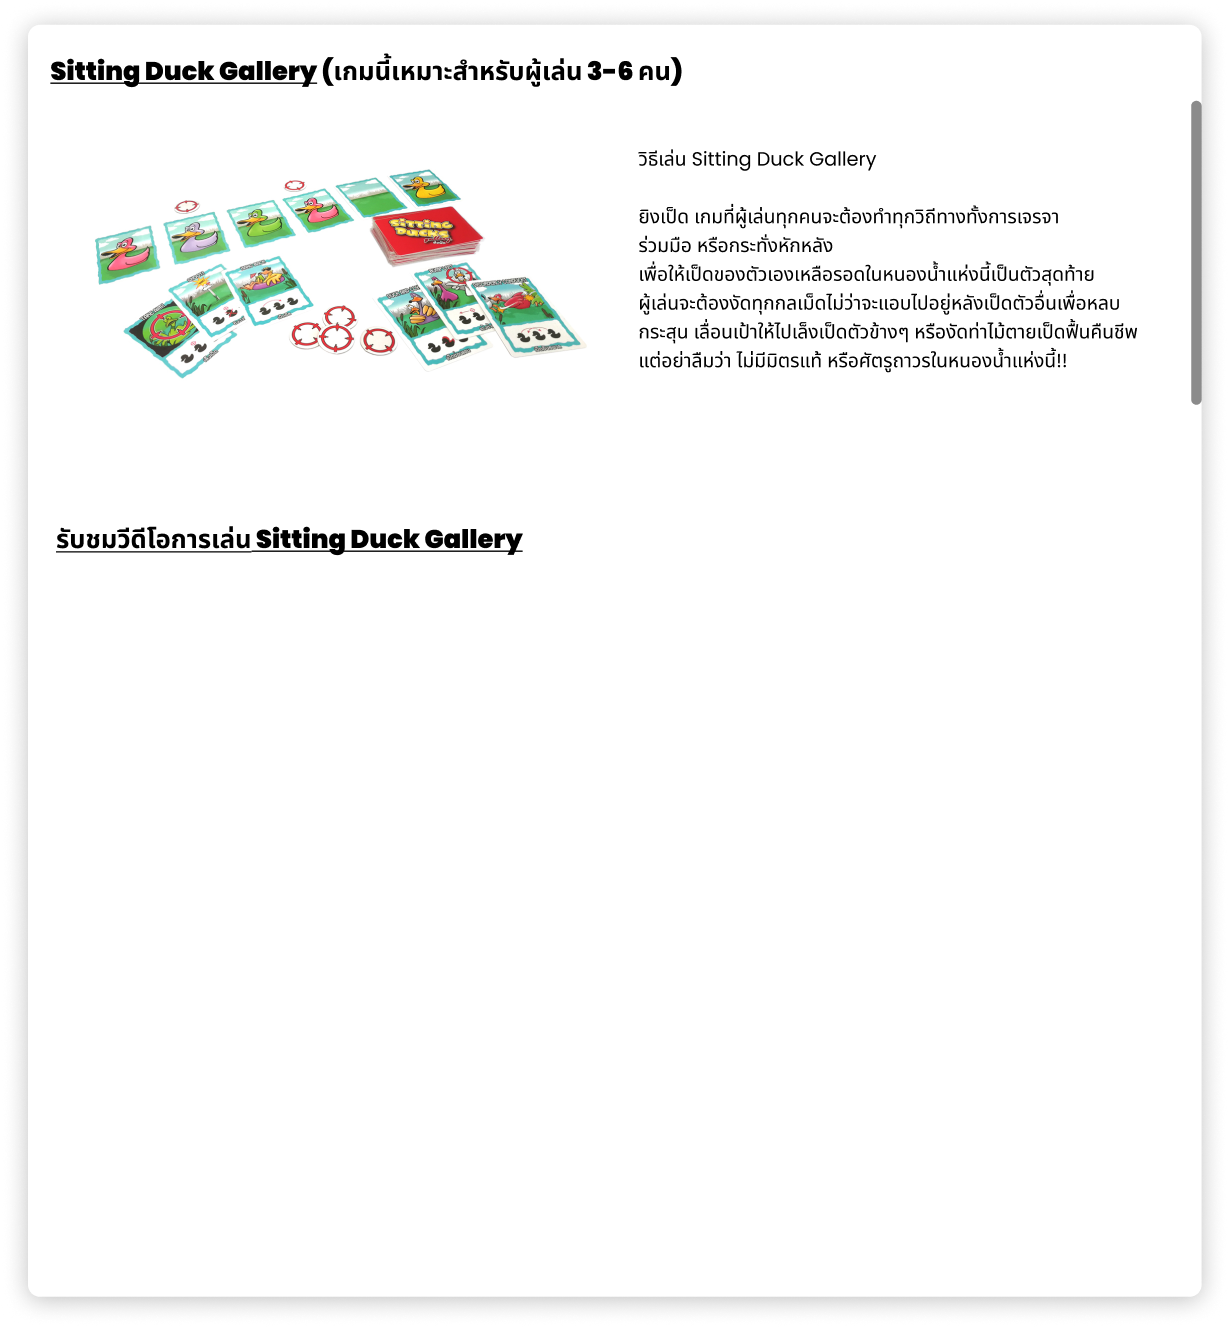 Sitting Duck Gallery (เกมนี้เหมาะสำหรับผู้เล่น 3-6 คน)
วิธีเล่น Sitting Duck Gallery
ยิงเป็ด เกมที่ผู้เล่นทุกคนจะต้องทำทุกวิถีทางทั้งการเจรจา
ร่วมมือ หรือกระทั่งหักหลัง
เพื่อให้เป็ดของตัวเองเหลือรอดในหนองน้ำแห่งนี้เป็นตัวสุดท้าย
ผู้เล่นจะต้องงัดทุกกลเม็ดไม่ว่าจะแอบไปอยู่หลังเป็ดตัวอื่นเพื่อหลบ
กระสุน เลื่อนเป้าให้ไปเล็งเป็ดตัวข้างๆ หรืองัดท่าไม้ตายเป็ดฟื้นคืนชีพ
แต่อย่าลืมว่า ไม่มีมิตรแท้ หรือศัตรูถาวรในหนองน้ำแห่งนี้!!
SITTING
DUCKS
รับชมวีดีโอการเล่น Sitting Duck Gallery